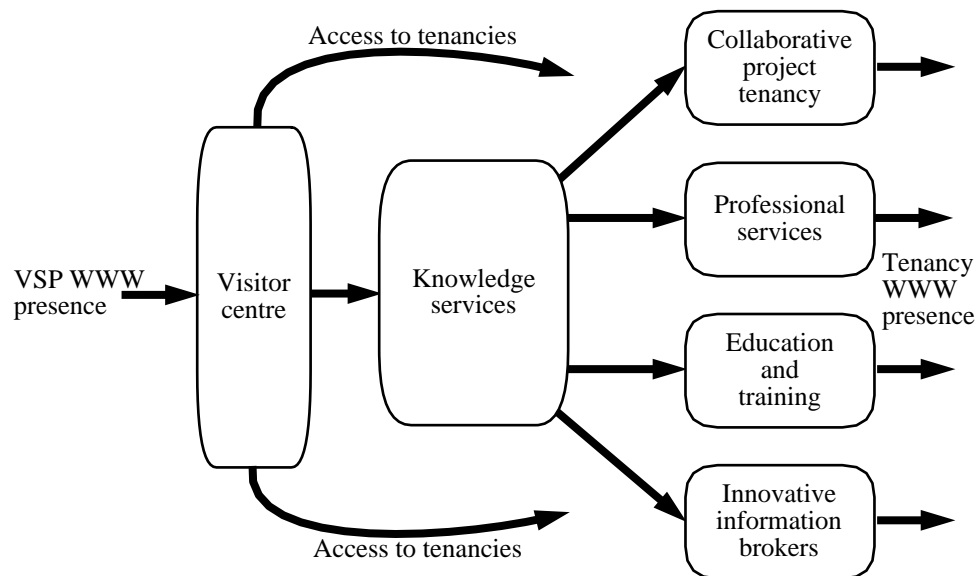 Access to tenancies
VSP WWW
presence
Visitor
centre
Knowledge
services
Collaborative
project
tenancy
Professional
services
Education
and
training
Innovative
information
brokers
Tenancy
WWW
presence
Access to tenancies